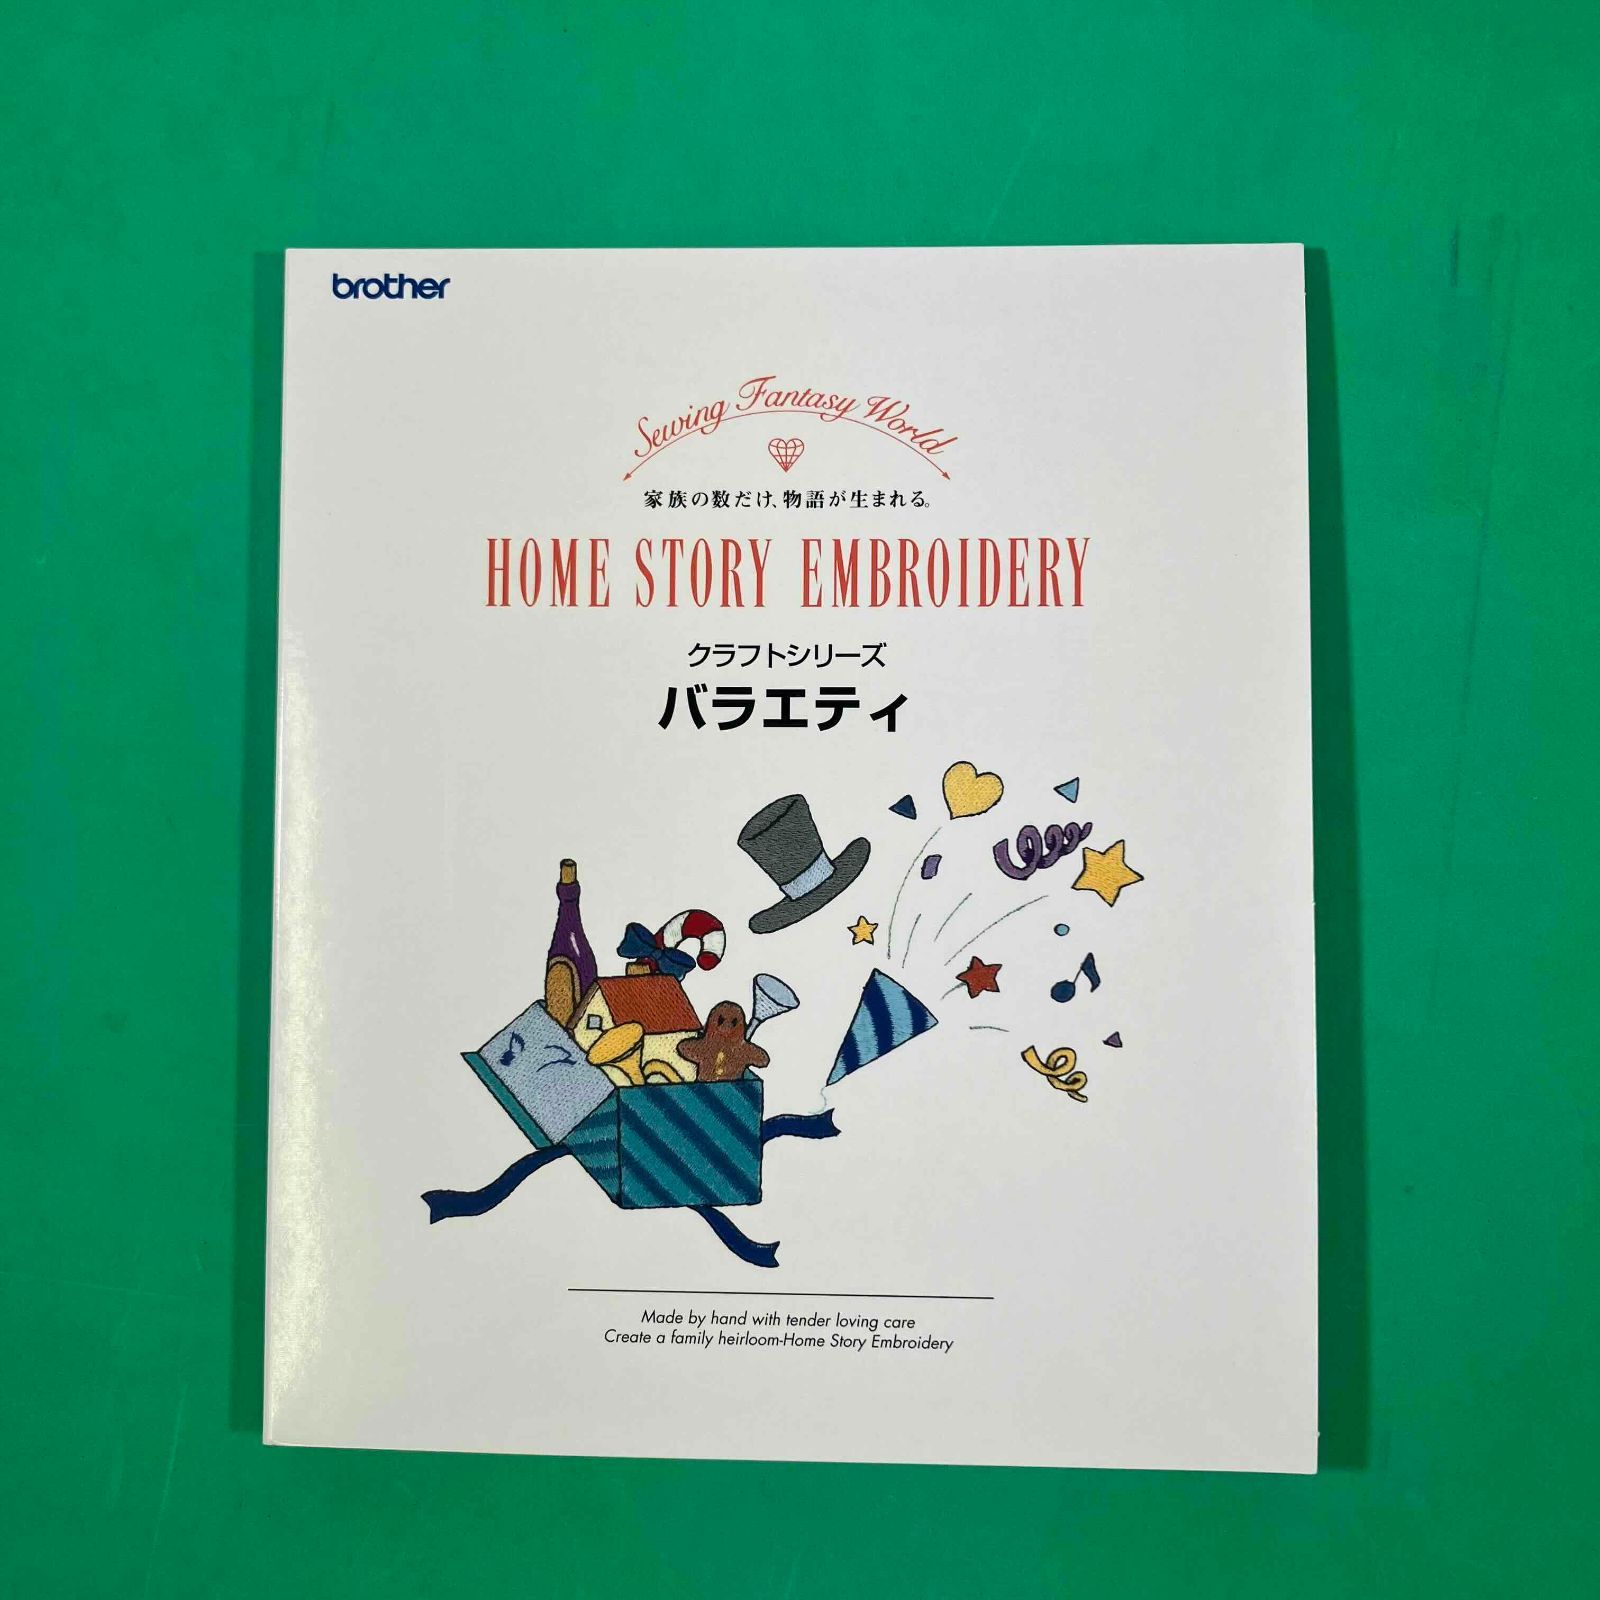 brother
Sewing Fantasy World
家族の数だけ、物語が生まれる。
HOME STORY EMBROIDERY
クラフトシリーズ
バラエティ
Made by hand with tender loving care
Create a family heirloom-Home Story Embroidery